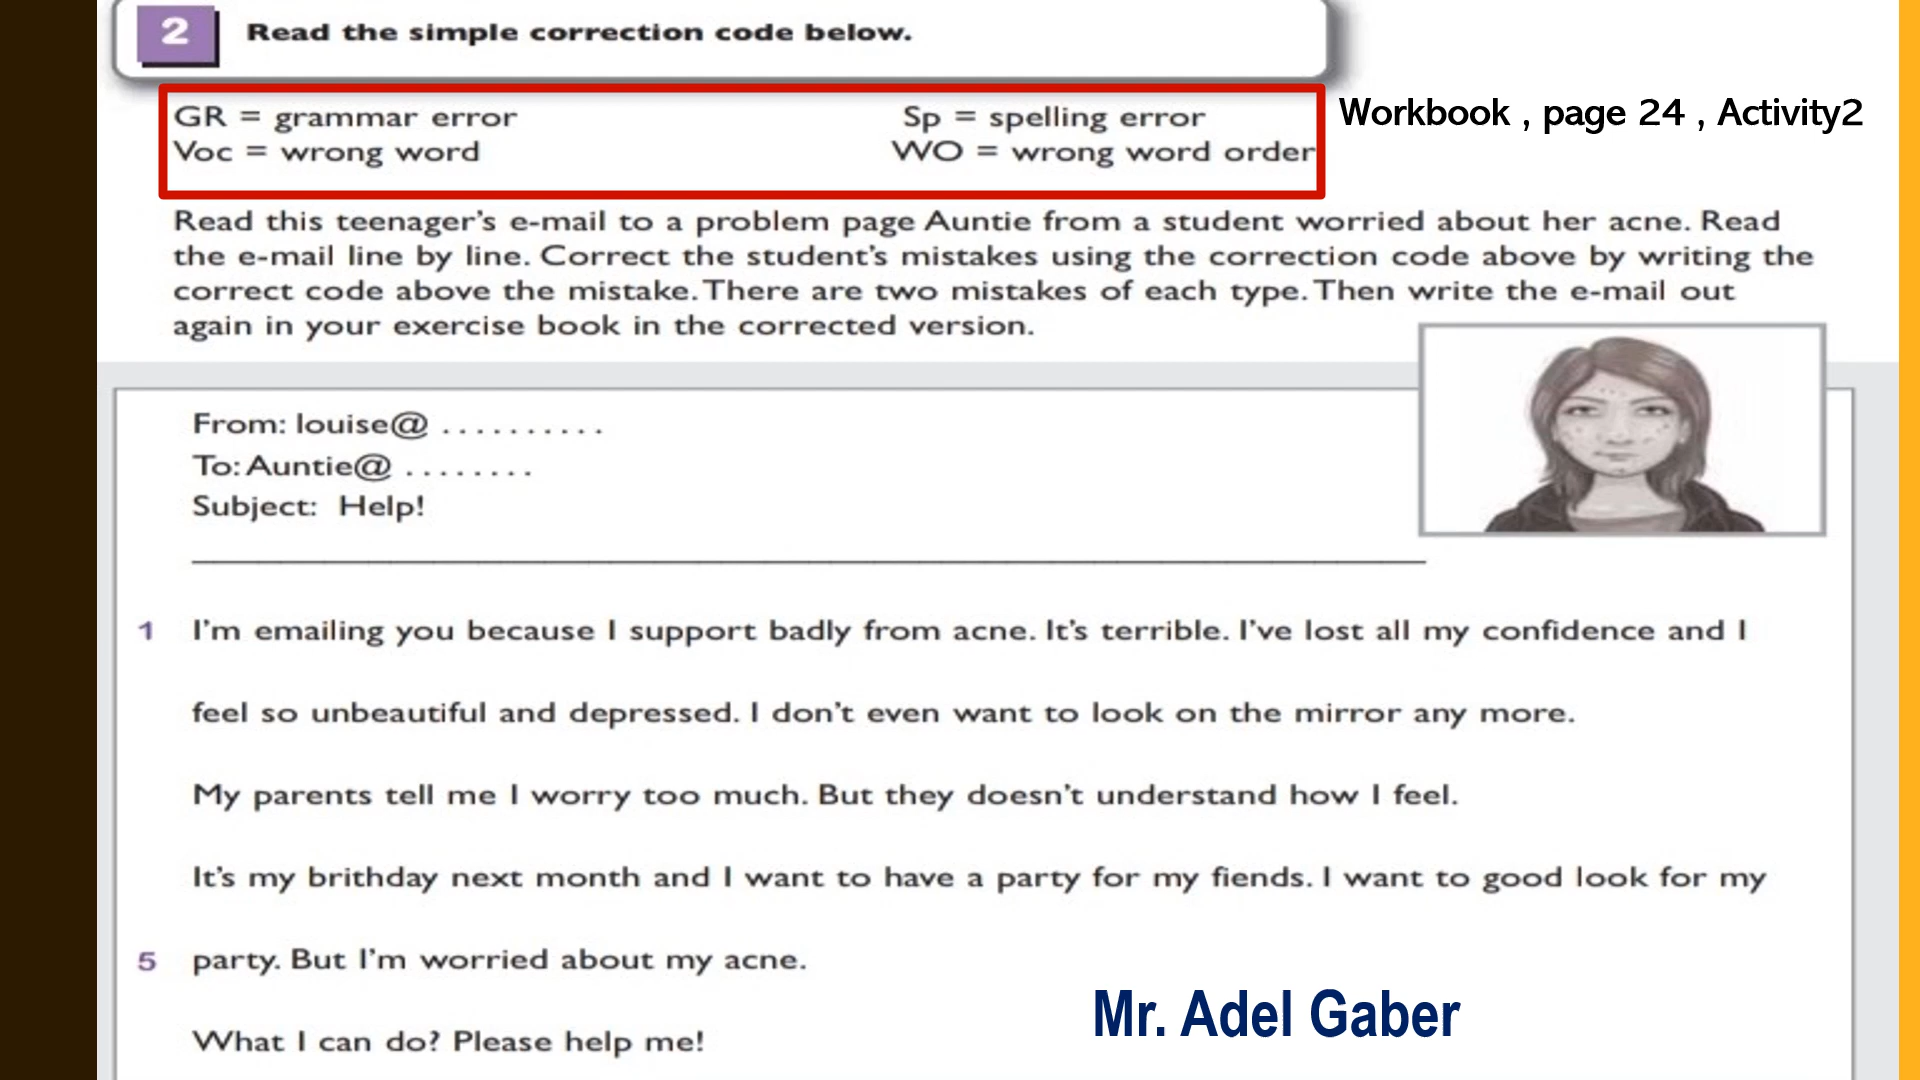 2 Read the simple correction code below.
GR = grammar error Sp = spelling error
Voc = wrong word WO = wrong word order
Workbook , page 24 , Activity2
Read this teenager's e-mail to a problem page Auntie from a student worried about her acne. Read
the e-mail line by line. Correct the student's mistakes using the correction code above by writing the
correct code above the mistake. There are two mistakes of each type. Then write the e-mail out
again in your exercise book in the corrected version.
From: louise@ ..........
To: Auntie@ ........
Subject: Help!
1 I'm emailing you because I support badly from acne. It's terrible. I've lost all my confidence and I
feel so unbeautiful and depressed. I don't even want to look on the mirror any more.
My parents tell me I worry too much. But they doesn't understand how I feel.
It's my brithday next month and I want to have a party for my fiends. I want to good look for my
5 party. But I'm worried about my acne.
What I can do? Please help me!
Mr. Adel Gaber